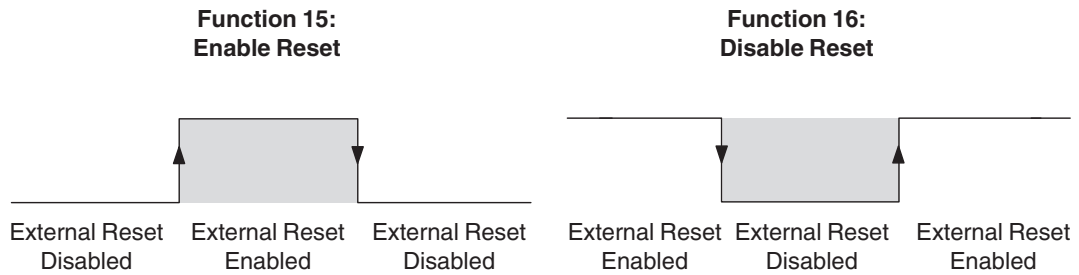 Function 15:
Enable Reset
Function 16:
Disable Reset
External Reset
Disabled
External Reset
Enabled
External Reset
Disabled
External Reset
Enabled
External Reset
Disabled
External Reset
Enabled